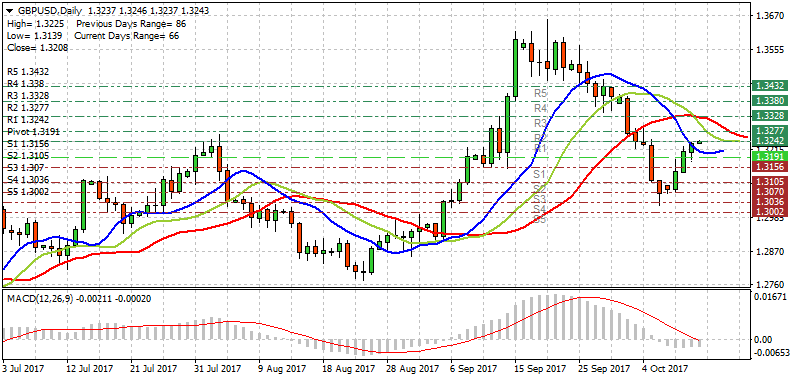 GBPUSD,Daily 1.3237 1.3246 1.3237 1.3243
High= 1.3225 Previous Days Range= 86
Low= 1.3139 Current Days Range= 66
Close= 1.3208
R5 1.3432
R4 1.338
R3 1.3328
R2 1.3277
R1 1.3242
Pivot 1.3191
S1 1.3156
S2 1.3105
S3 1.307
S4 1.3036
S5 1.3002
R5
R4
R3
R1
S1
S3
S4
1.3670
1.3555
1.3432
1.3380
1.3328
1.3277
1.3242
1.3191
1.3156
1.3105
1.3070
1.3036
1.3002
1.2985
1.2870
1.2760
MACD(12,26,9) -0.00211 -0.00020
0.01671
0.00
-0.00653
3 Jul 2017 12 Jul 2017 21 Jul 2017 31 Jul 2017 9 Aug 2017 18 Aug 2017 28 Aug 2017 6 Sep 2017 15 Sep 2017 25 Sep 2017 4 Oct 2017